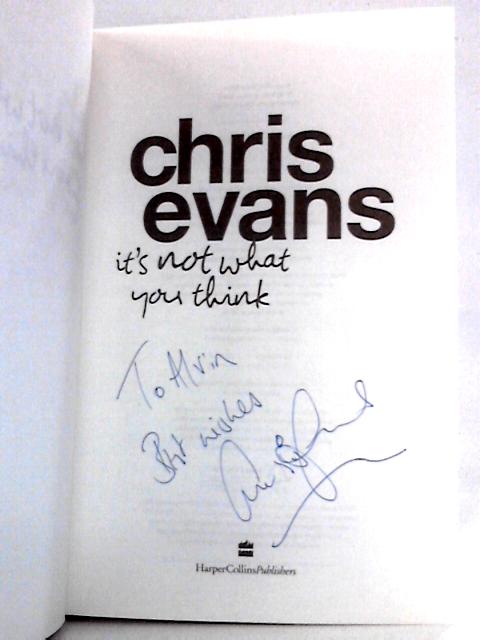 chris
evans
it's not what
you think
To Alvin
Best wishes
HarperCollinsPublishers